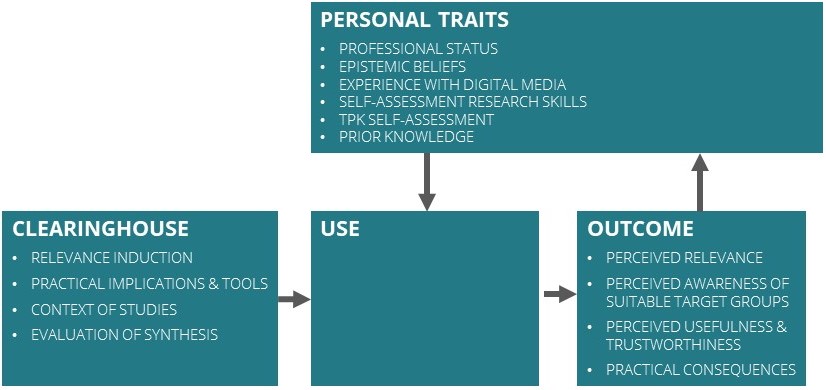 PERSONAL TRAITS
• PROFESSIONAL STATUS
• EPISTEMIC BELIEFS
• EXPERIENCE WITH DIGITAL MEDIA
• SELF-ASSESSMENT RESEARCH SKILLS
• TPK SELF-ASSESSMENT
• PRIOR KNOWLEDGE
CLEARINGHOUSE
• RELEVANCE INDUCTION
• PRACTICAL IMPLICATIONS & TOOLS
• CONTEXT OF STUDIES
• EVALUATION OF SYNTHESIS
USE
OUTCOME
• PERCEIVED RELEVANCE
• PERCEIVED AWARENESS OF
SUITABLE TARGET GROUPS
• PERCEIVED USEFULNESS &
TRUSTWORTHINESS
• PRACTICAL CONSEQUENCES